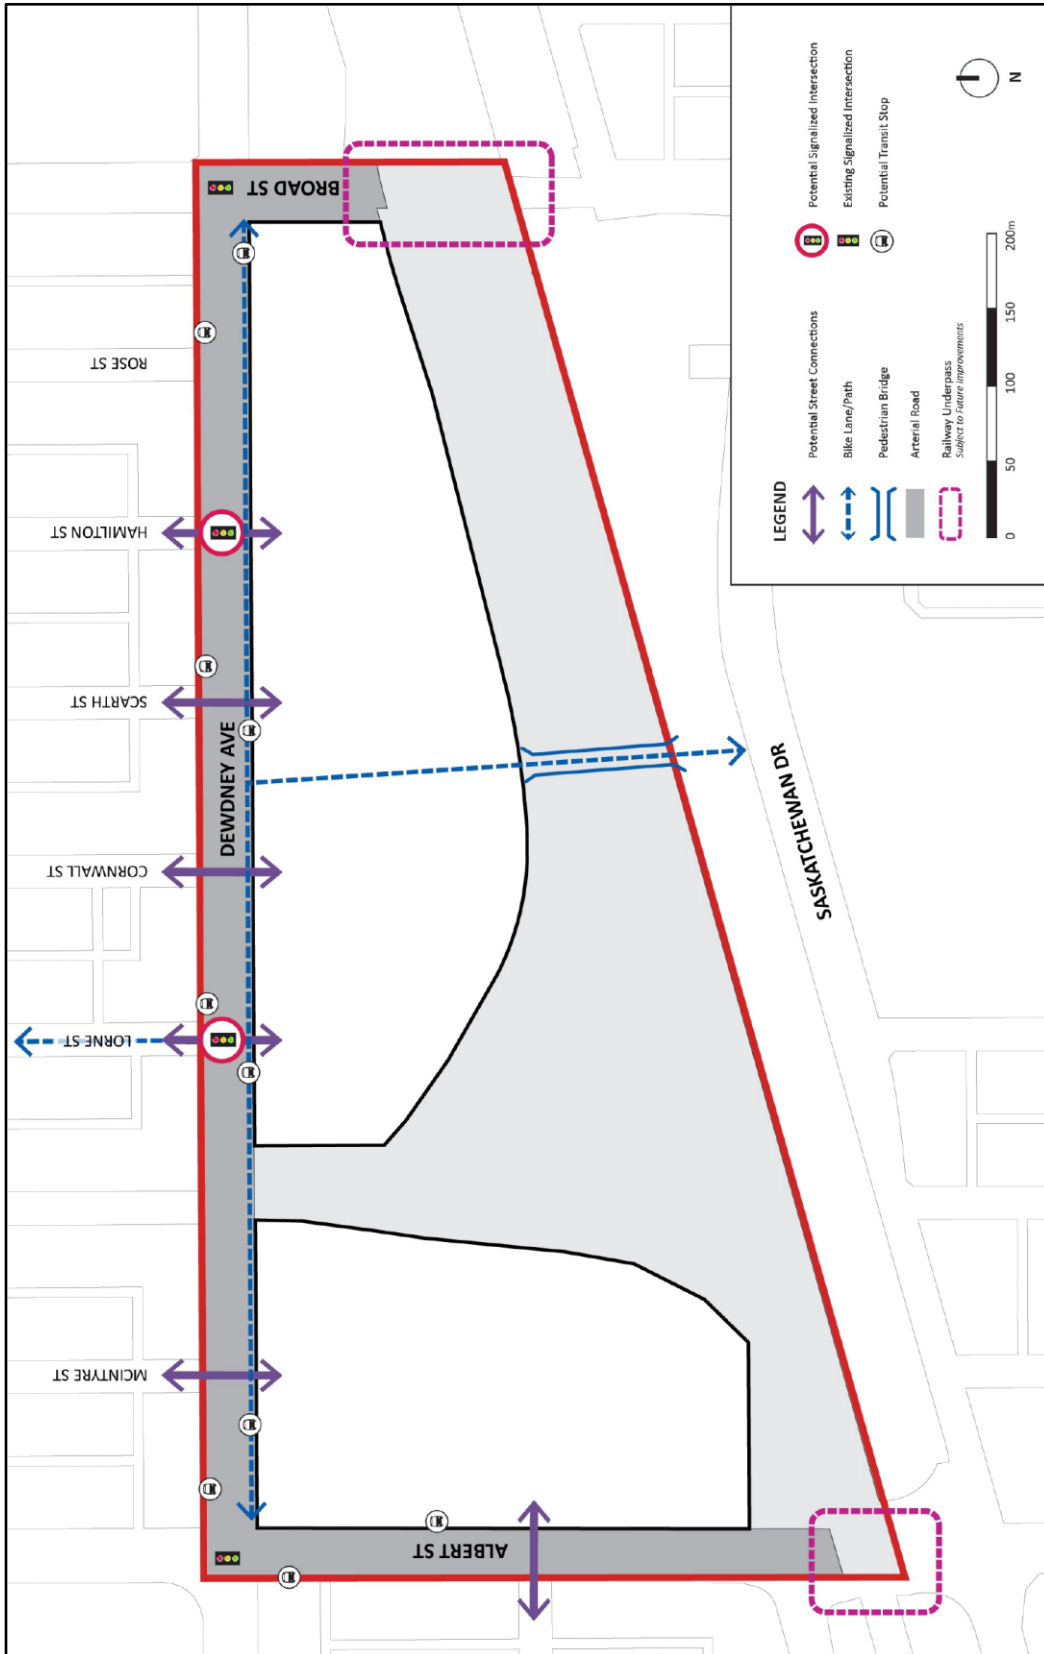 MCINTYRE ST
LORNE ST
CORNWALL ST
SCARTH ST
HAMILTON ST
ROSE ST
DEWDNEY AVE
BROAD ST
ALBERT ST
SASKATCHEWAN DR
LEGEND
Potential Street Connections
Bike Lane/Path
Pedestrian Bridge
Arterial Road
Railway Underpass
Subject to Future Improvements
Potential Signalized Intersection
Existing Signalized Intersection
Potential Transit Stop
0
50
100
150
200m
N